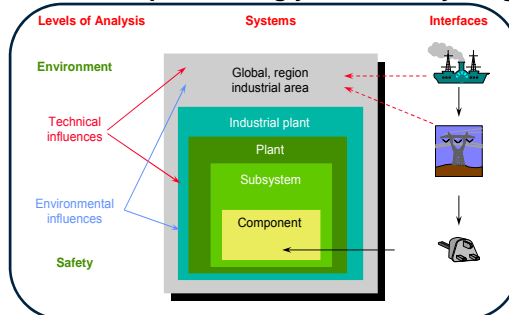 Levels of Analysis
Systems
Interfaces
Environment
Global, region
industrial area
Technical
influences
Industrial plant
Plant
Subsystem
Environmental
influences
Component
Safety